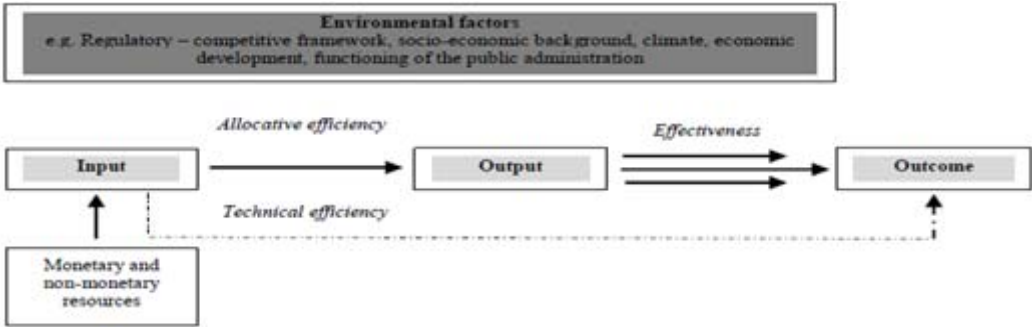 Environmental factors
e.g. Regulatory – competitive framework, socio-economic background, climate, economic
development, functioning of the public administration
Allocative efficiency
Effectiveness
Input
Output
Outcome
Technical efficiency
Monetary and
non-monetary
resources